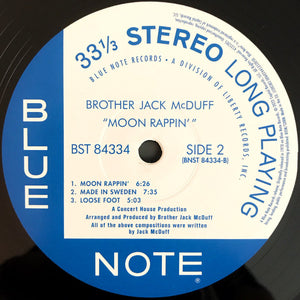 33⅓ STEREO LONG PLAYING
BLUE NOTE RECORDS • A DIVISION OF LIBERTY RECORDS, INC.
BROTHER JACK McDUFF
"MOON RAPPIN'"
BST 84334 SIDE 2
(BNST 84334-B)
1. MOON RAPPIN' 6:26
2. MADE IN SWEDEN 7:35
3. LOOSE FOOT 5:03
A Concert House Production
Arranged and Produced by Brother Jack McDuff
All of the above compositions were written
by Jack McDuff
BLUE
NOTE ®